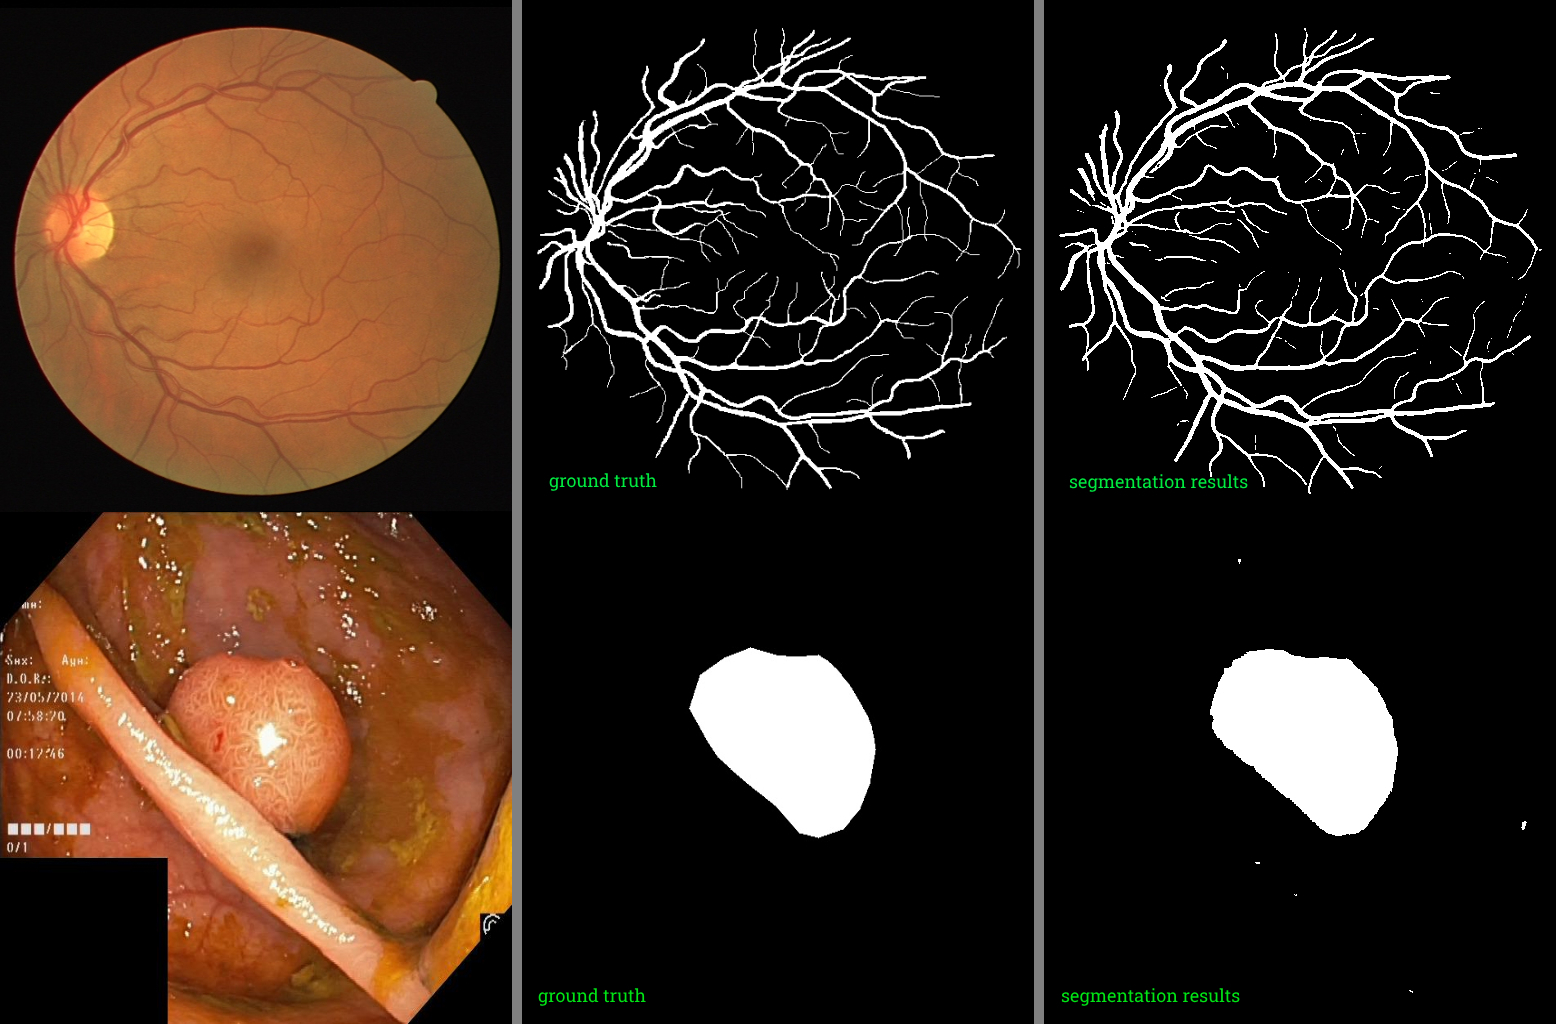 ground truth
segmentation results
Sex: Age:
D.O.B.:
23/05/2014
07:58:20
00:12:46
0/1
ground truth
segmentation results